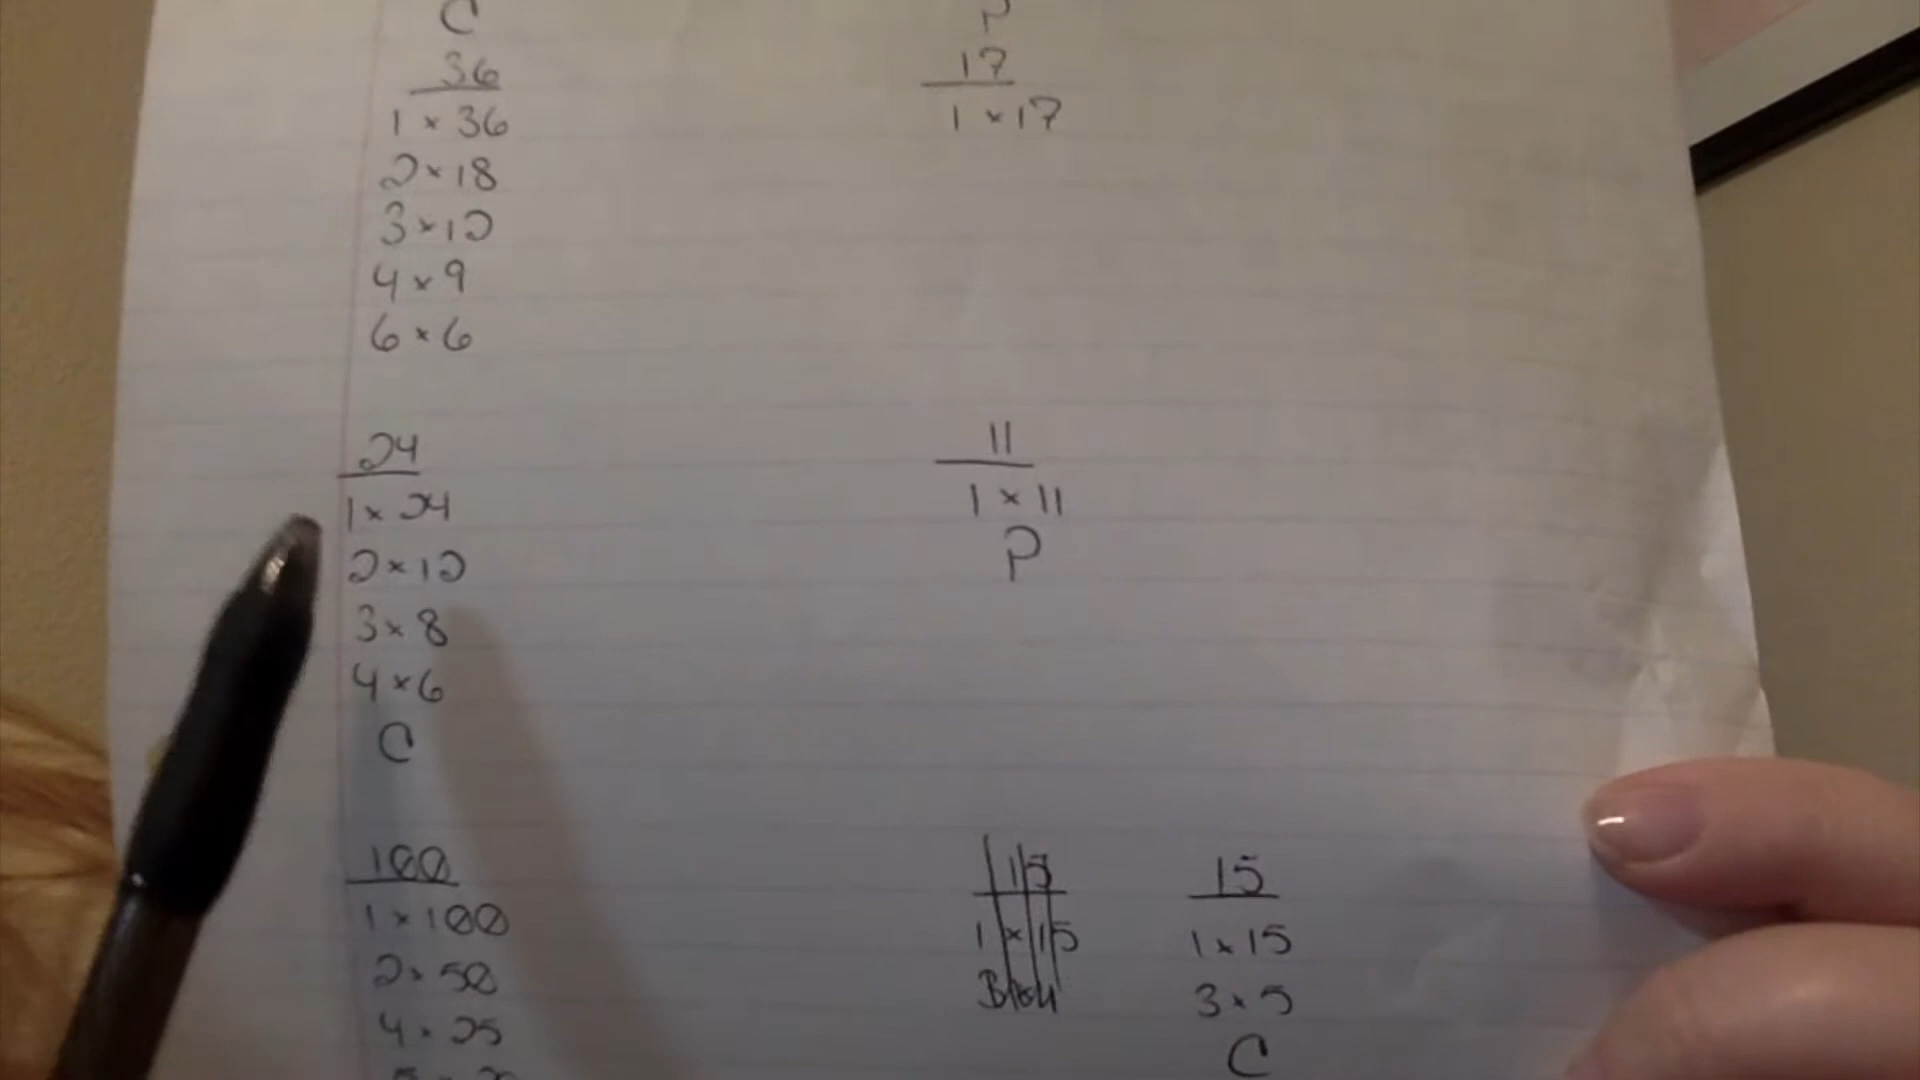 C
36
1 × 36
2 × 18
3 × 12
4 × 9
6 × 6
P
17
1 × 17
24
1 × 24
2 × 12
3 × 8
4 × 6
C
11
1 × 11
P
100
1 × 100
2 × 50
4 × 25
15
1 × 15
15
1 × 15
3 × 5
C